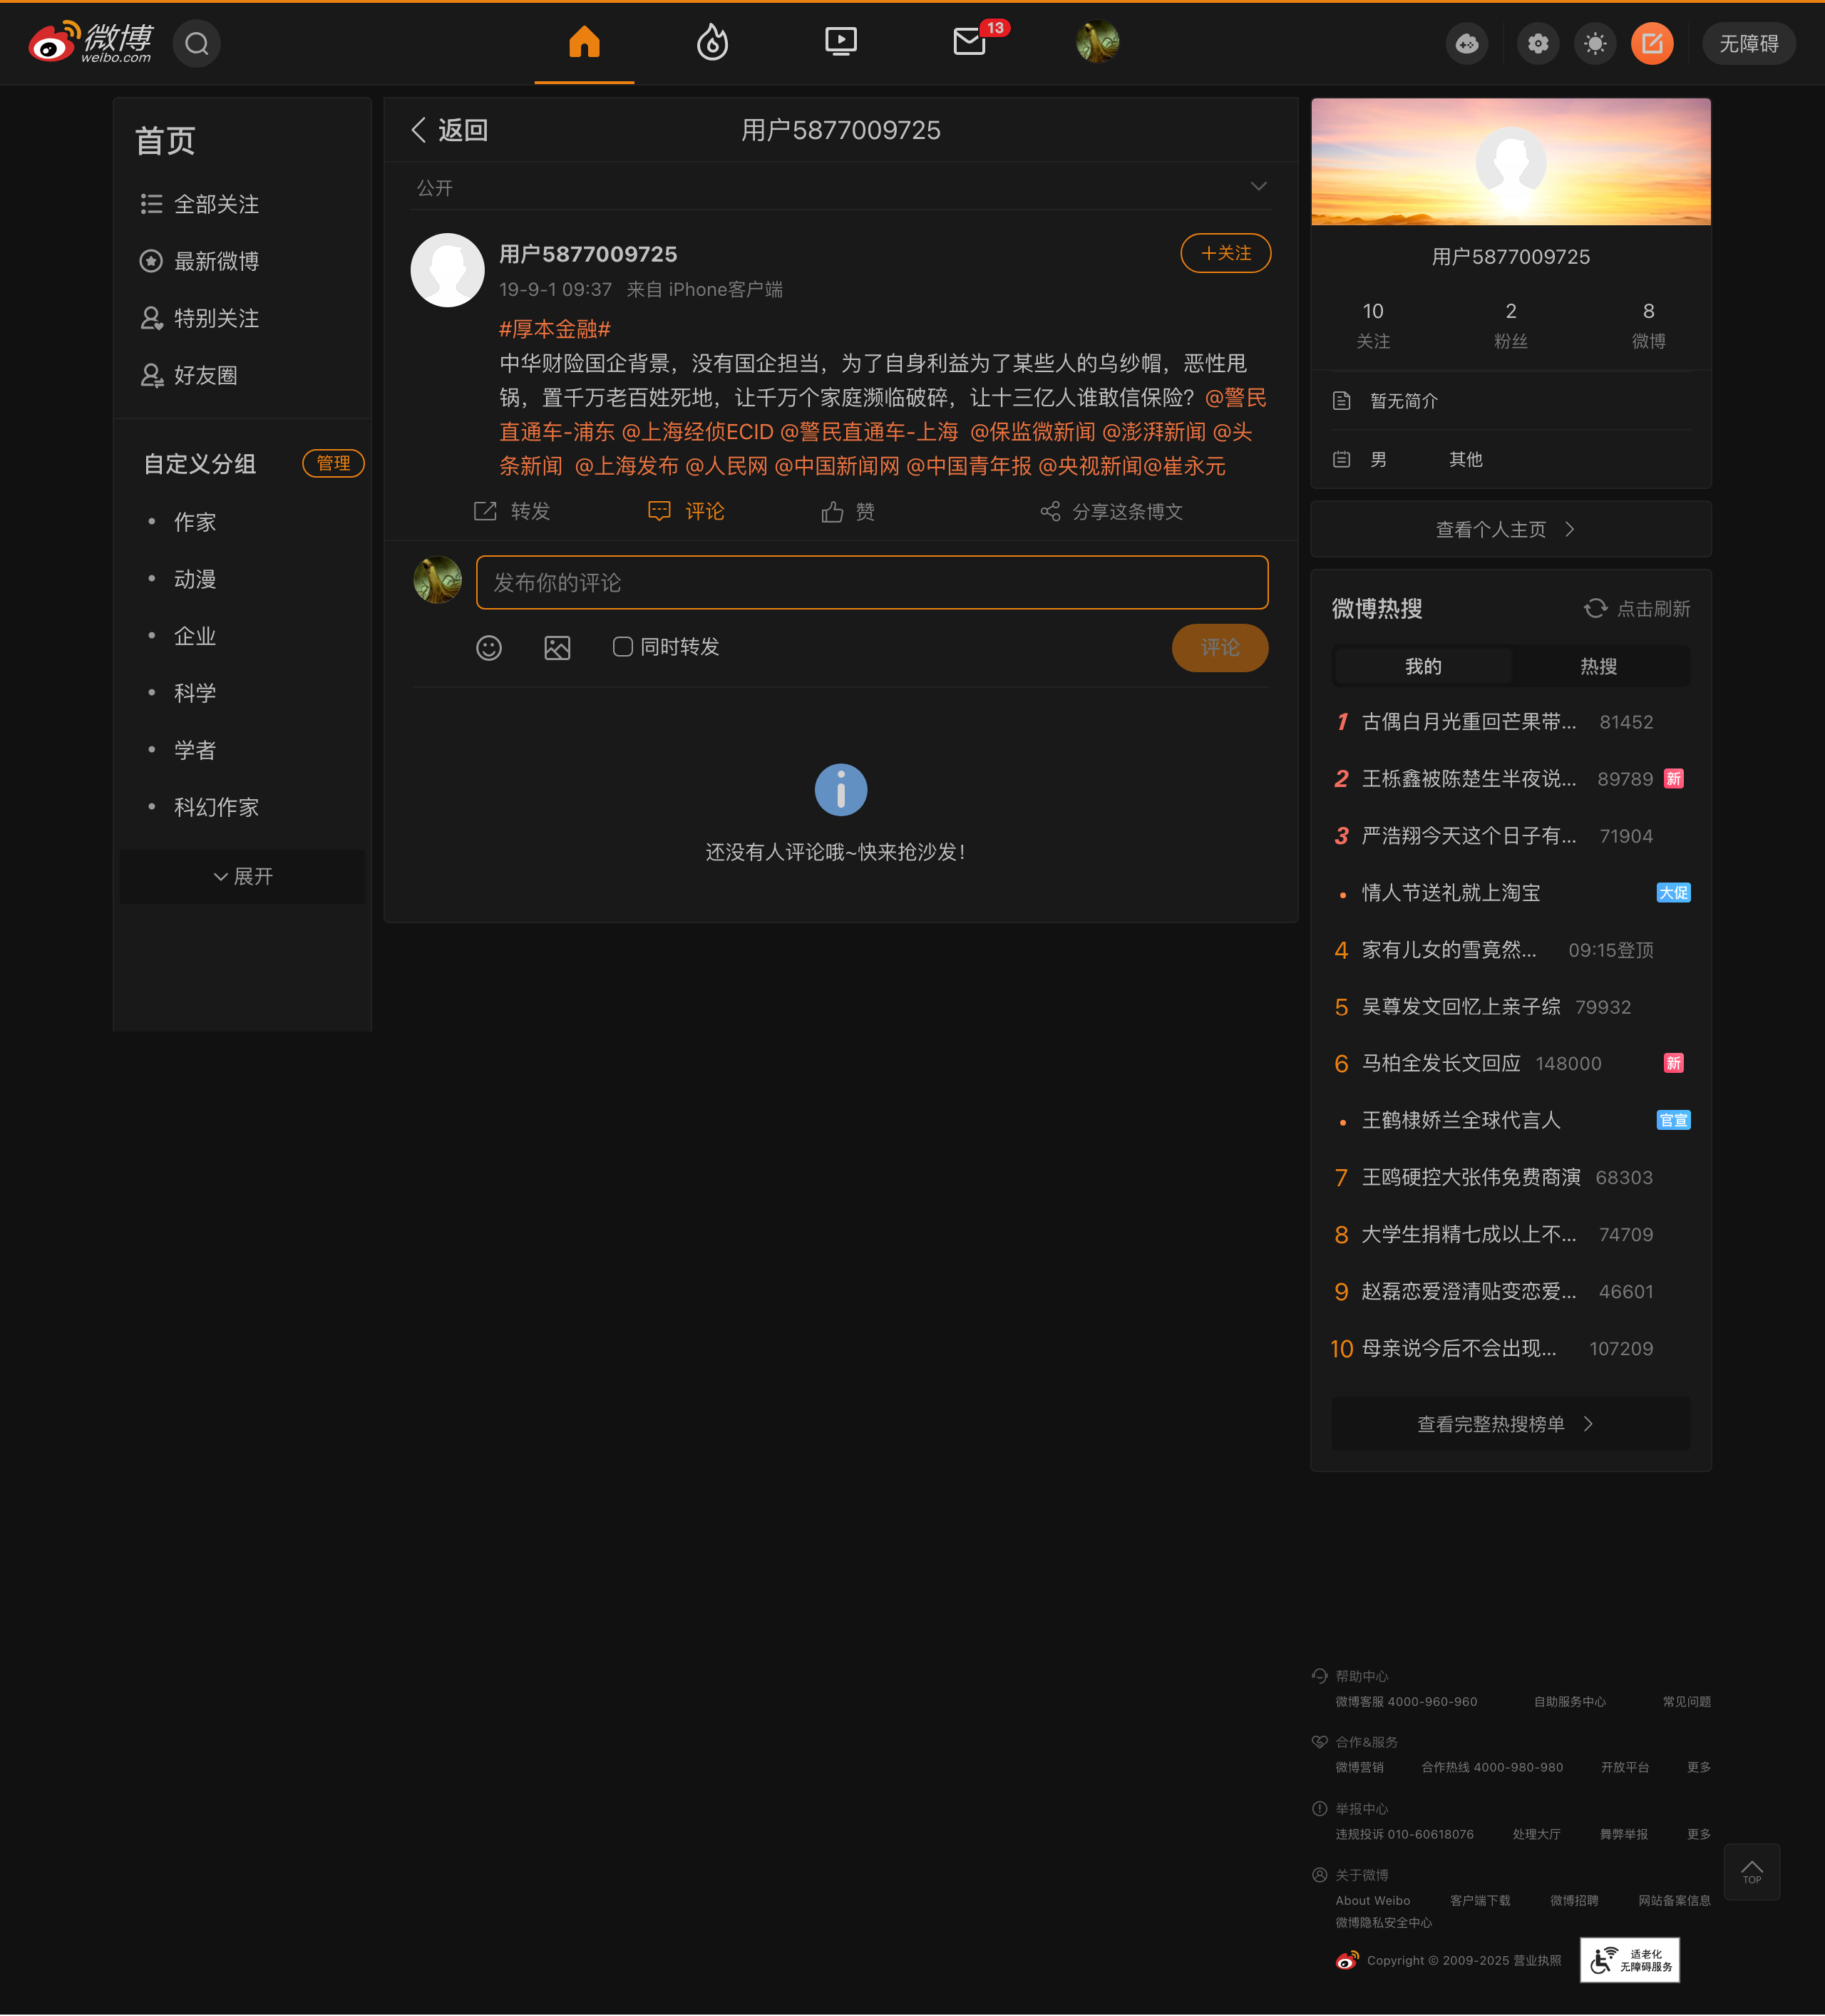 微博
weibo.com
13
无障碍
首页
全部关注
最新微博
特别关注
好友圈
自定义分组
管理
作家
动漫
企业
科学
学者
科幻作家
展开
返回
用户5877009725
公开
用户5877009725
+关注
19-9-1 09:37 来自 iPhone客户端
#厚本金融#
中华财险国企背景，没有国企担当，为了自身利益为了某些人的乌纱帽，恶性甩
锅，置千万老百姓死地，让千万个家庭濒临破碎，让十三亿人谁敢信保险？@警民
直通车-浦东 @上海经侦ECID @警民直通车-上海 @保监微新闻 @澎湃新闻 @头
条新闻 @上海发布 @人民网 @中国新闻网 @中国青年报 @央视新闻@崔永元
转发
评论
赞
分享这条博文
发布你的评论
同时转发
评论
还没有人评论哦~快来抢沙发！
用户5877009725
10 2 8
关注 粉丝 微博
暂无简介
男 其他
查看个人主页
微博热搜 点击刷新
我的 热搜
1 古偶白月光重回芒果带... 81452
2 王栎鑫被陈楚生半夜说... 89789 新
3 严浩翔今天这个日子有... 71904
• 情人节送礼就上淘宝 大促
4 家有儿女的雪竟然... 09:15登顶
5 吴尊发文回忆上亲子综 79932
6 马柏全发长文回应 148000 新
• 王鹤棣娇兰全球代言人 官宣
7 王鸥硬控大张伟免费商演 68303
8 大学生捐精七成以上不... 74709
9 赵磊恋爱澄清贴变恋爱... 46601
10 母亲说今后不会出现... 107209
查看完整热搜榜单
帮助中心
微博客服 4000-960-960 自助服务中心 常见问题
合作&服务
微博营销 合作热线 4000-980-980 开放平台 更多
举报中心
违规投诉 010-60618076 处理大厅 舞弊举报 更多
关于微博
About Weibo 客户端下载 微博招聘 网站备案信息
微博隐私安全中心
Copyright © 2009-2025 营业执照
适老化
无障碍服务
TOP